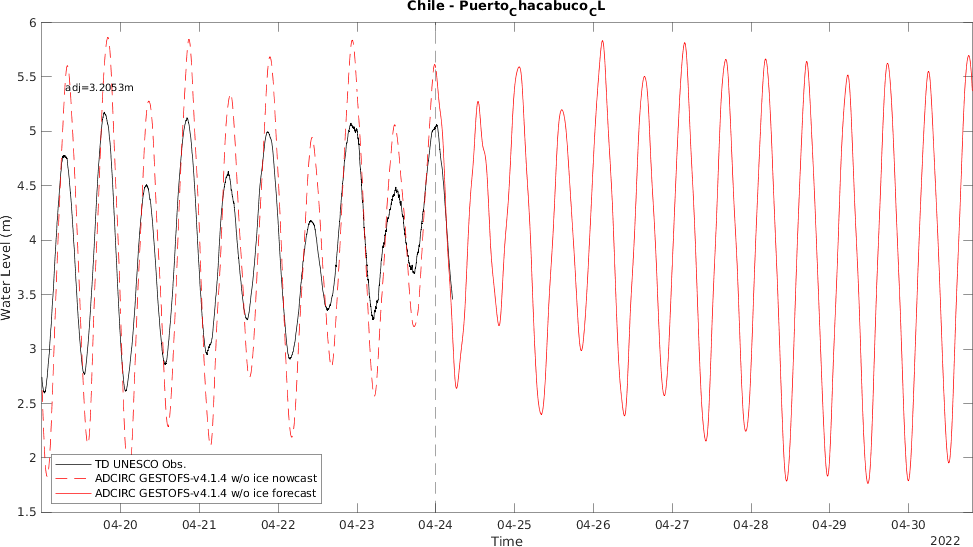 Chile - PuertoChacabucoCL
adj=3.2053m
6
5.5
5
4.5
4
3.5
3
2.5
2
1.5
Water Level (m)
TD UNESCO Obs.
ADCIRC GESTOFS-v4.1.4 w/o ice nowcast
ADCIRC GESTOFS-v4.1.4 w/o ice forecast
04-20 04-21 04-22 04-23 04-24 04-25 04-26 04-27 04-28 04-29 04-30
Time
2022